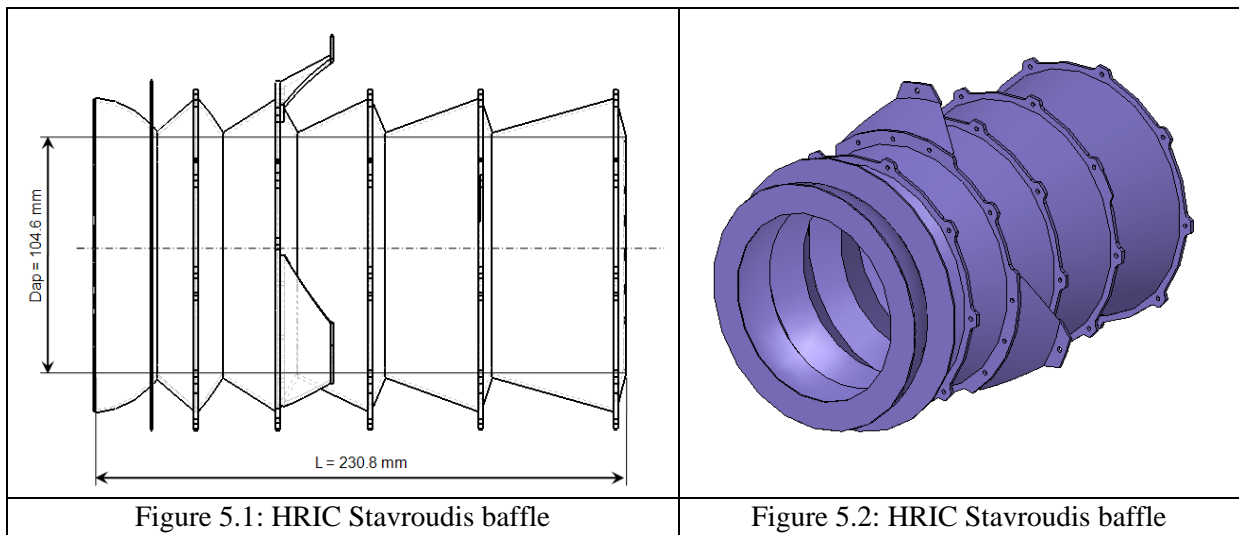 Dap = 104.6 mm
L = 230.8 mm
Figure 5.1: HRIC Stavroudis baffle
Figure 5.2: HRIC Stavroudis baffle